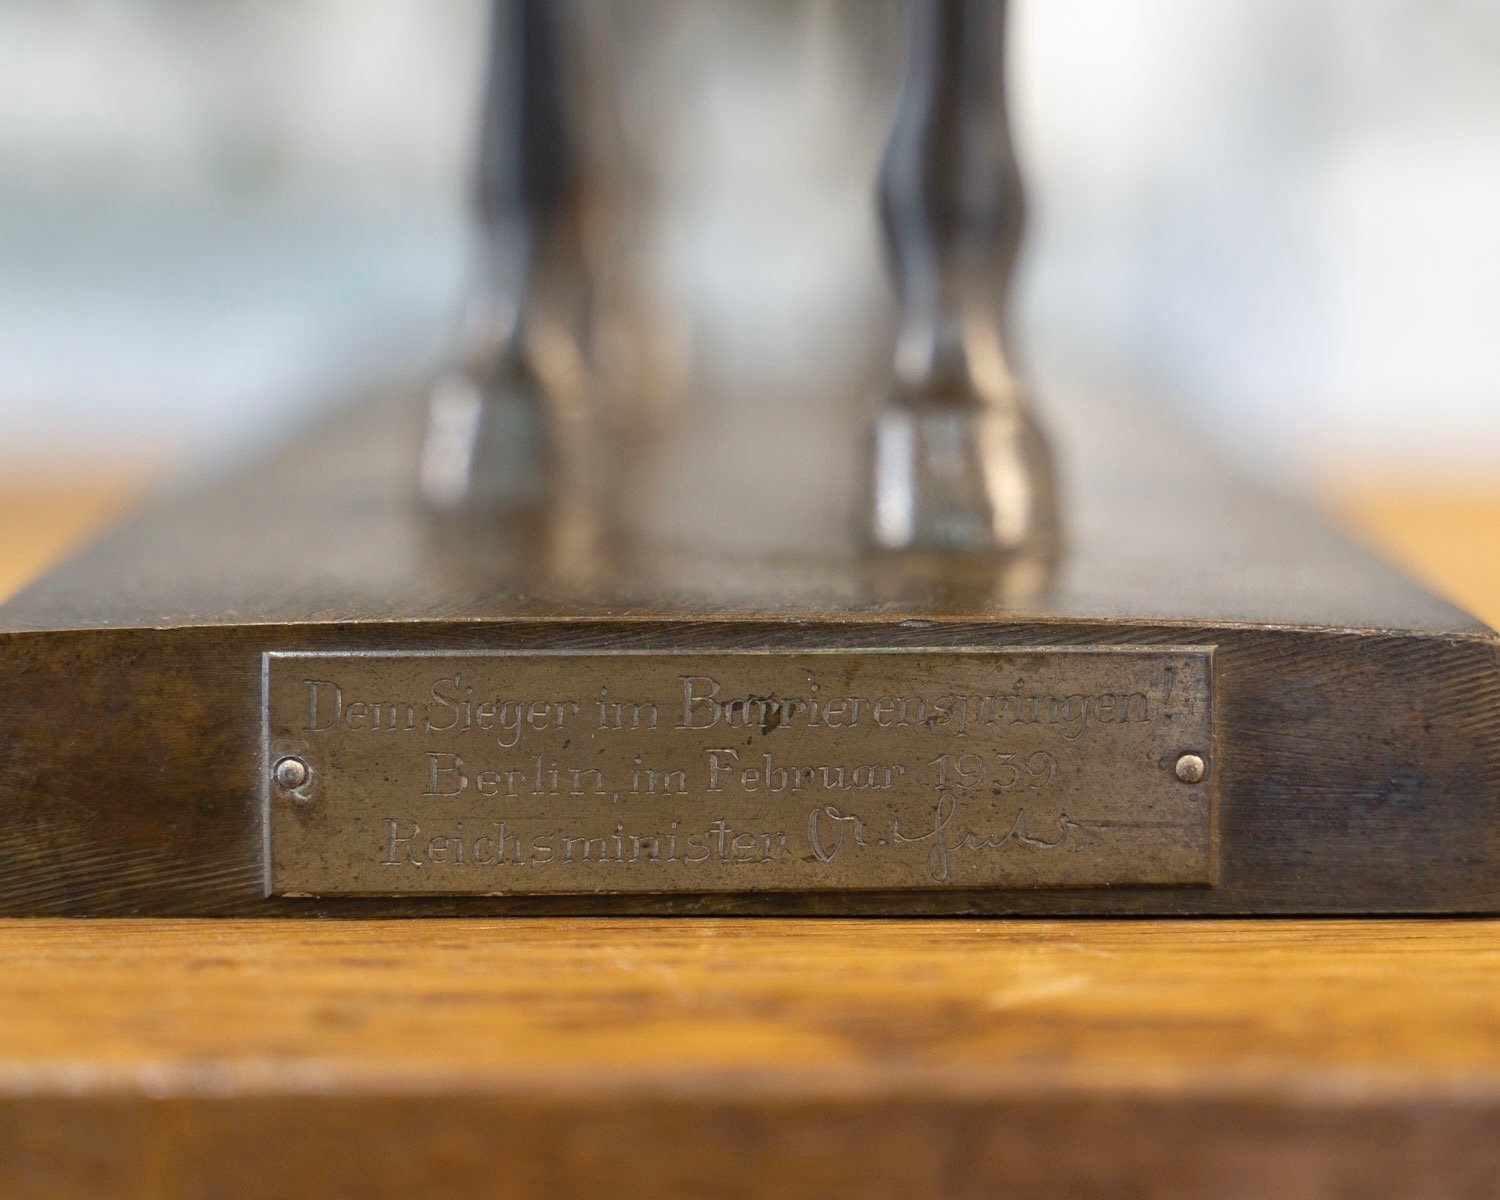 Dem Sieger im Barrierenspringen!
Berlin, im Februar 1939
Reichsminister